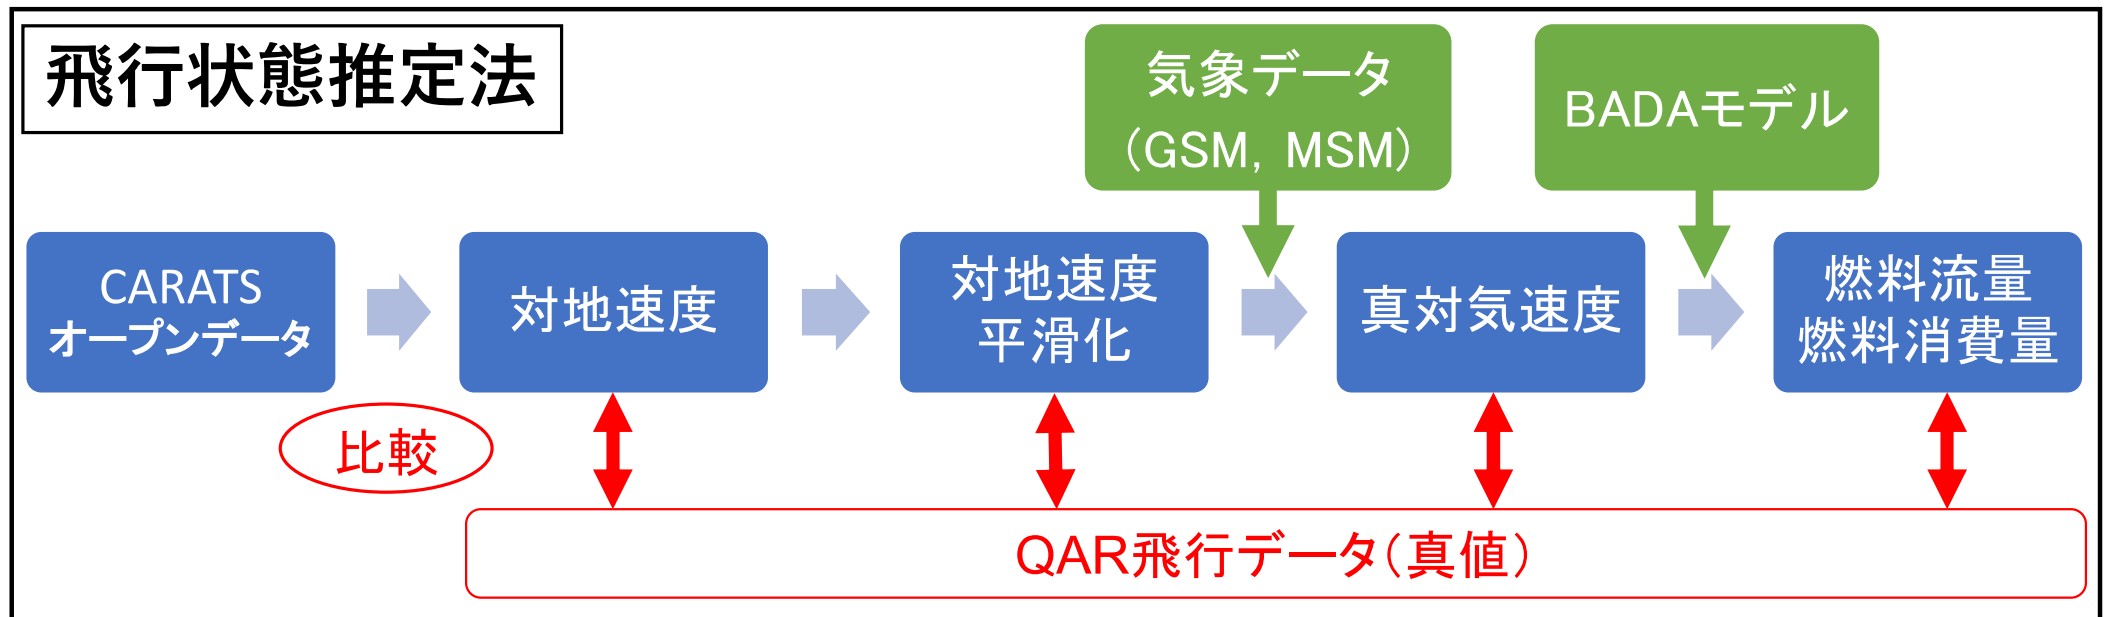 飛行状態推定法
気象データ
（GSM, MSM）
BADAモデル
CARATS
オープンデータ
対地速度
対地速度
平滑化
真対気速度
燃料流量
燃料消費量
比較
QAR飛行データ（真値）